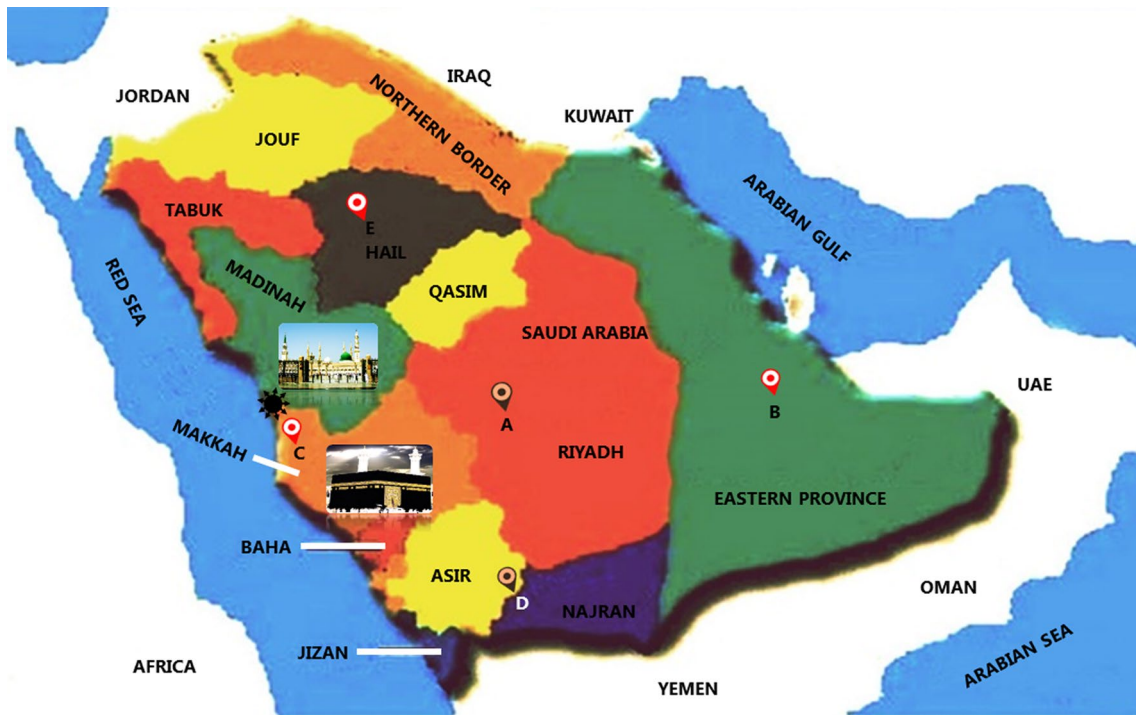 IRAQ
JORDAN
KUWAIT
NORTHERN BORDER
JOUF
ARABIAN GULF
TABUK
E
HAIL
MADINAH
RED SEA
QASIM
SAUDI ARABIA
UAE
B
A
MAKKAH
C
RIYADH
EASTERN PROVINCE
BAHA
ASIR
D
NAJRAN
OMAN
JIZAN
ARABIAN SEA
AFRICA
YEMEN